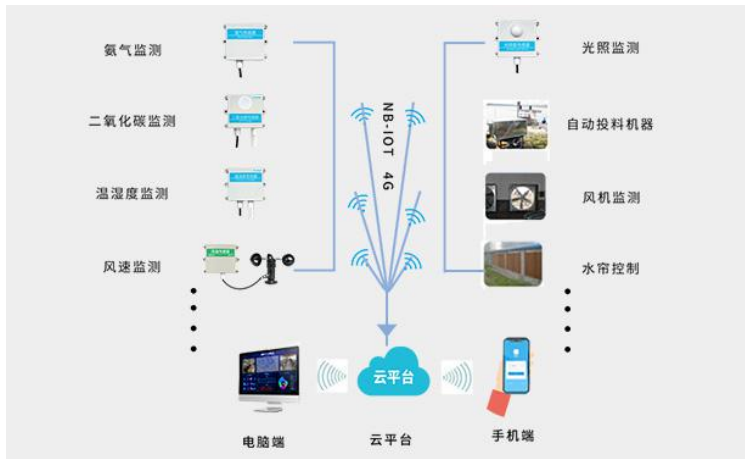 氨气监测
二氧化碳监测
温湿度监测
风速监测
NB-IOT 4G
光照监测
自动投料机器
风机监测
水帘控制
云平台
电脑端
云平台
手机端